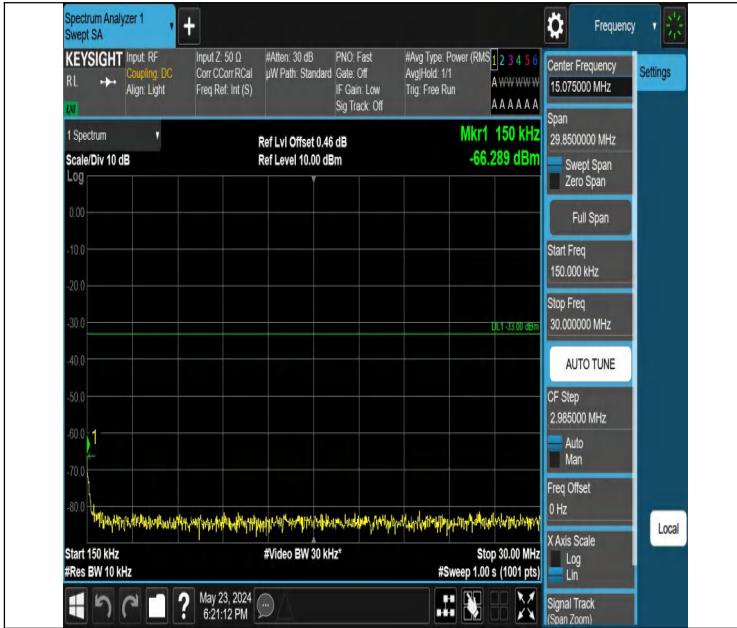 Spectrum Analyzer 1
Swept SA
+
Frequency
KEYSIGHT
RL
Input: RF
Coupling: DC
Align: Light
Input Z: 50 Ω
Corr CCorr RCal
Freq Ref: Int (S)
#Atten: 30 dB
µW Path: Standard
PNO: Fast
Gate: Off
IF Gain: Low
Sig Track: Off
#Avg Type: Power (RMS
Avg|Hold: 1/1
Trig: Free Run
1 2 3 4 5 6
A W W W W W
A A A A A A
1 Spectrum
Scale/Div 10 dB
Ref Lvl Offset 0.46 dB
Ref Level 10.00 dBm
Mkr1 150 kHz
-66.289 dBm
Log
0.00
-10.0
-20.0
-30.0
DL1 -33.00 dBm
-40.0
-50.0
-60.0
1
-70.0
-80.0
Start 150 kHz
#Video BW 30 kHz*
Stop 30.00 MHz
#Res BW 10 kHz
#Sweep 1.00 s (1001 pts)
Center Frequency
15.075000 MHz
Settings
Span
29.8500000 MHz
Swept Span
Zero Span
Full Span
Start Freq
150.000 kHz
Stop Freq
30.000000 MHz
AUTO TUNE
CF Step
2.985000 MHz
Auto
Man
Freq Offset
0 Hz
X Axis Scale
Log
Lin
Local
Signal Track
(Span Zoom)
?
May 23, 2024
6:21:12 PM